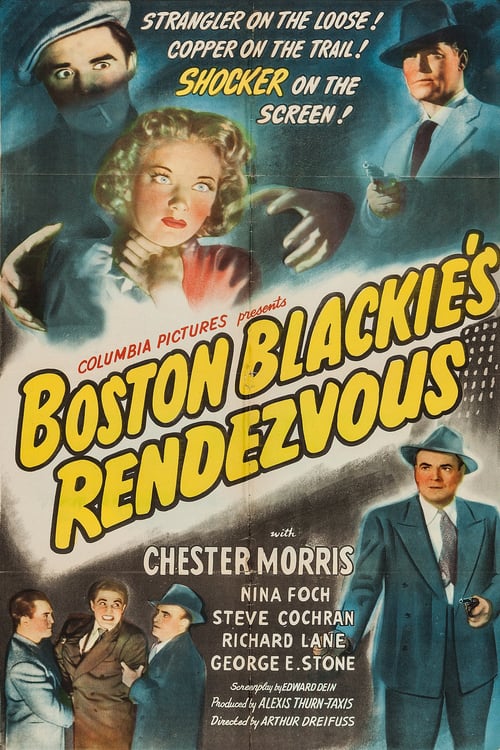 STRANGLER ON THE LOOSE!
COPPER ON THE TRAIL!
SHOCKER ON THE
SCREEN!
COLUMBIA PICTURES presents
BOSTON BLACKIE'S
RENDEZVOUS
with
CHESTER MORRIS
NINA FOCH
STEVE COCHRAN
RICHARD LANE
GEORGE E. STONE
Screenplay by EDWARD DEIN
Produced by ALEXIS THURN-TAXIS
Directed by ARTHUR DREIFUSS